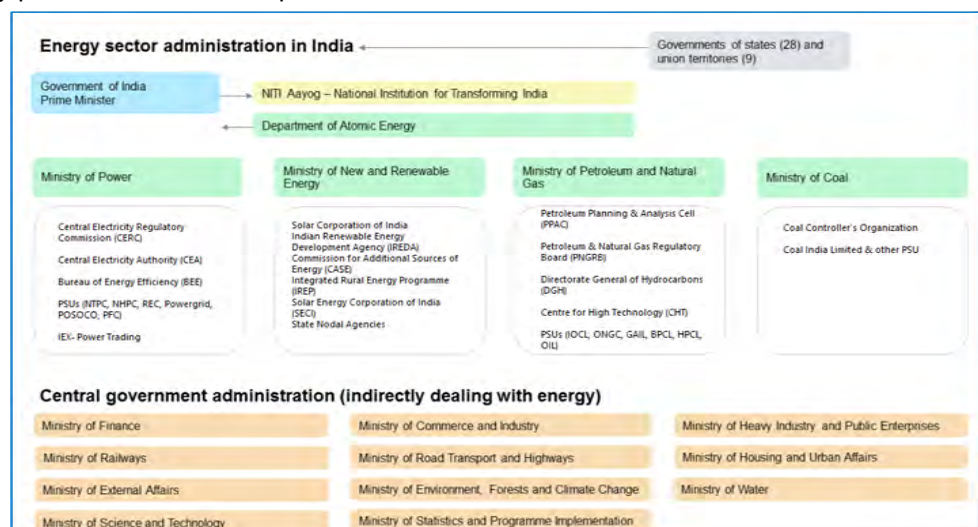 Energy sector administration in India
Governments of states (28) and
union territories (9)
Government of India
Prime Minister
NITI Aayog – National Institution for Transforming India
Department of Atomic Energy
Ministry of Power
Ministry of New and Renewable
Energy
Ministry of Petroleum and Natural
Gas
Ministry of Coal
Central Electricity Regulatory
Commission (CERC)
Central Electricity Authority (CEA)
Bureau of Energy Efficiency (BEE)
PSUs (NTPC, NHPC, REC, Powergrid,
POSOCO, PFC)
IEX- Power Trading
Solar Corporation of India
Indian Renewable Energy
Development Agency (IREDA)
Commission for Additional Sources of
Energy (CASE)
Integrated Rural Energy Programme
(IREP)
Solar Energy Corporation of India
(SECI)
State Nodal Agencies
Petroleum Planning & Analysis Cell
(PPAC)
Petroleum & Natural Gas Regulatory
Board (PNGRB)
Directorate General of Hydrocarbons
(DGH)
Centre for High Technology (CHT)
PSUs (IOCL, ONGC, GAIL, BPCL, HPCL,
OIL)
Coal Controller's Organization
Coal India Limited & other PSU
Central government administration (indirectly dealing with energy)
Ministry of Finance
Ministry of Commerce and Industry
Ministry of Heavy Industry and Public Enterprises
Ministry of Railways
Ministry of Road Transport and Highways
Ministry of Housing and Urban Affairs
Ministry of External Affairs
Ministry of Environment, Forests and Climate Change
Ministry of Water
Ministry of Science and Technology
Ministry of Statistics and Programme Implementation